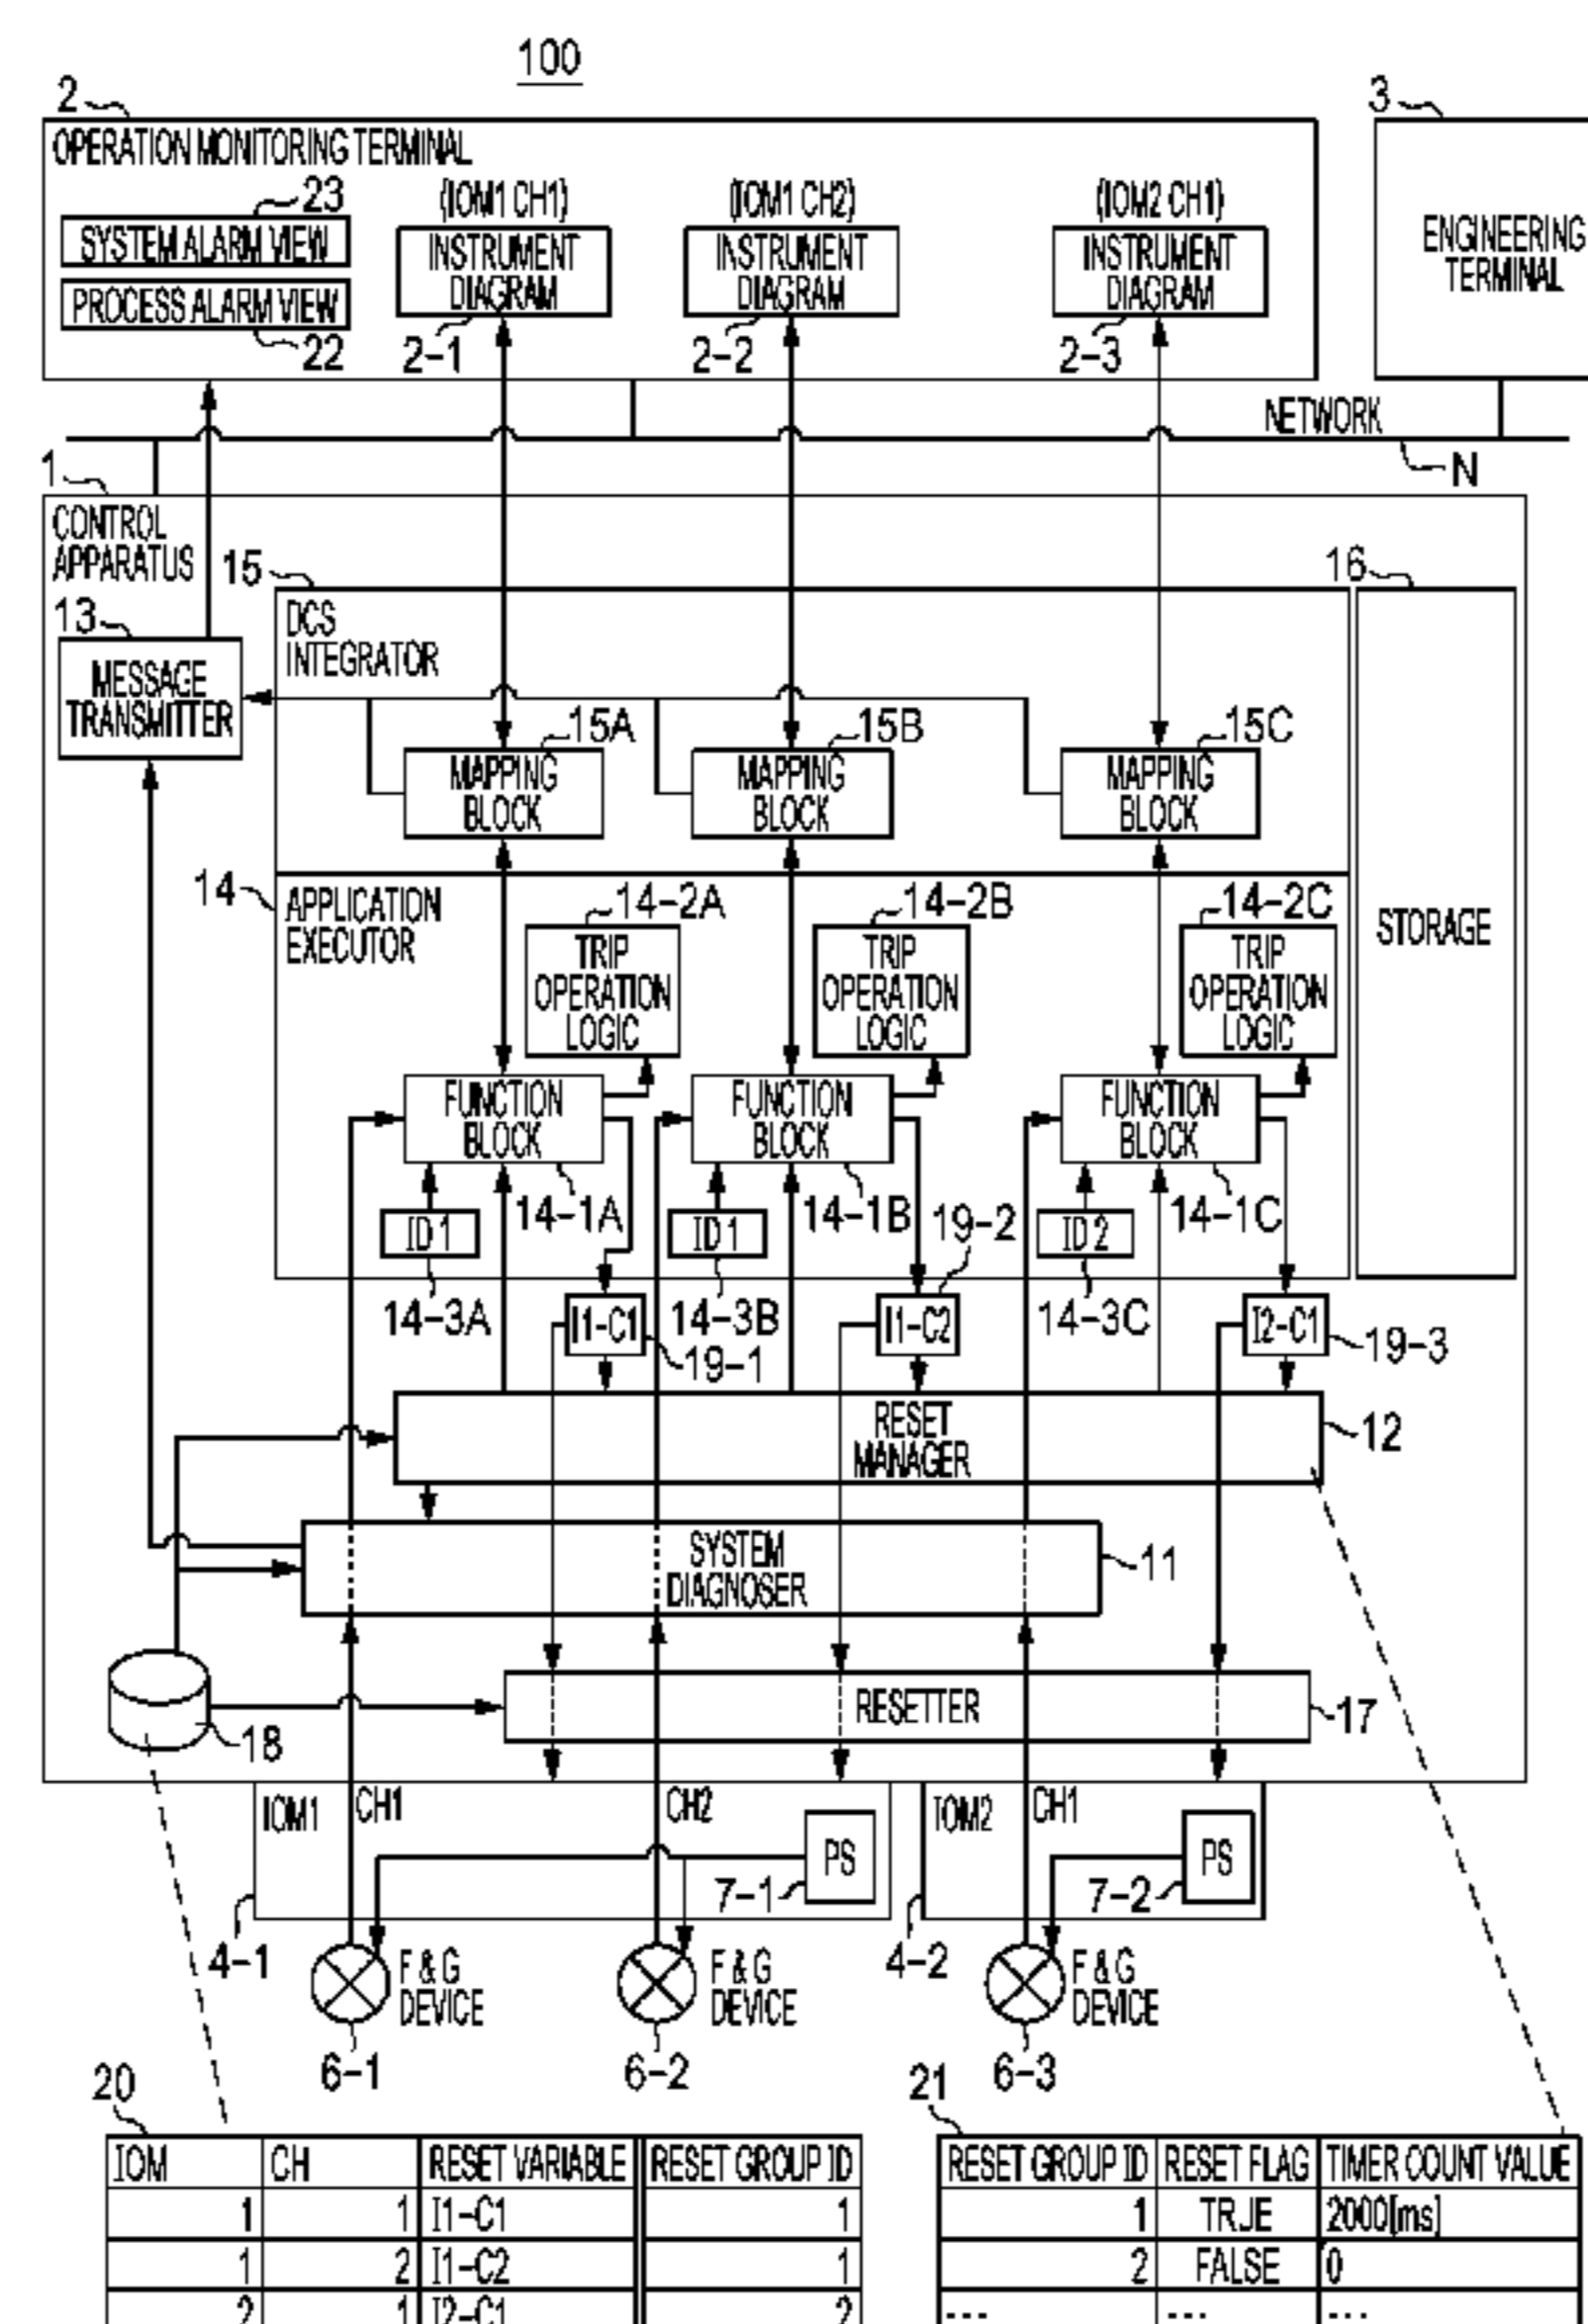 100
2
3
OPERATION MONITORING TERMINAL
23
SYSTEM ALARM VIEW
PROCESS ALARM VIEW
22
(IOM1 CH1)
INSTRUMENT
DIAGRAM
2-1
(IOM1 CH2)
INSTRUMENT
DIAGRAM
2-2
(IOM2 CH1)
INSTRUMENT
DIAGRAM
2-3
ENGINEERING
TERMINAL
NETWORK
N
1
CONTROL
APPARATUS
15
16
13
MESSAGE
TRANSMITTER
DCS
INTEGRATOR
15A
MAPPING
BLOCK
15B
MAPPING
BLOCK
15C
MAPPING
BLOCK
STORAGE
14
APPLICATION
EXECUTOR
14-2A
TRIP
OPERATION
LOGIC
14-2B
TRIP
OPERATION
LOGIC
14-2C
TRIP
OPERATION
LOGIC
FUNCTION
BLOCK
14-1A
FUNCTION
BLOCK
14-1B
FUNCTION
BLOCK
14-1C
ID 1
14-3A
ID 1
14-3B
ID 2
14-3C
19-2
I1-C1
19-1
I1-C2
I2-C1
19-3
RESET
MANAGER
12
SYSTEM
DIAGNOSER
11
RESETTER
17
18
IOM1
CH1
CH2
PS
7-1
4-1
IOM2
CH1
PS
7-2
4-2
F & G
DEVICE
6-1
F & G
DEVICE
6-2
F & G
DEVICE
6-3
20
IOM CH RESET VARIABLE RESET GROUP ID
1 1 I1-C1 1
1 2 I1-C2 1
2 1 I2-C1 2
21
RESET GROUP ID RESET FLAG TIMER COUNT VALUE
1 TRJE 2000[ms]
2 FALSE 0
--- --- ---